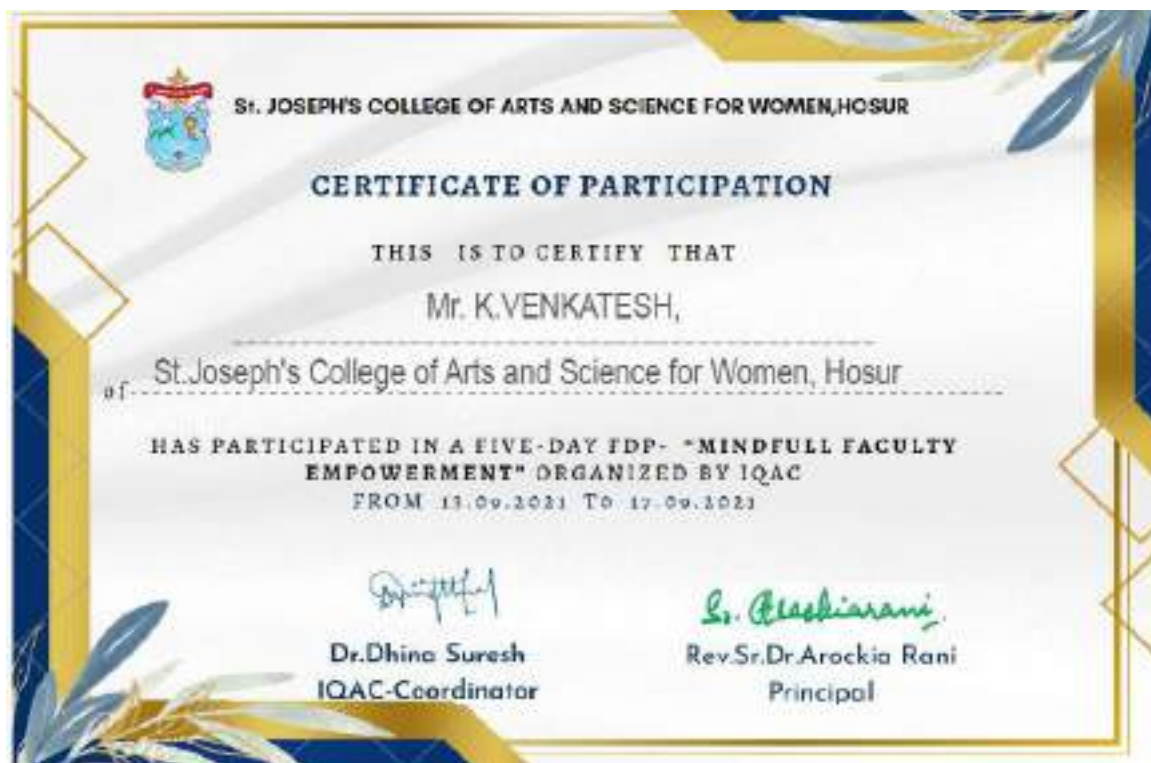 St. JOSEPH'S COLLEGE OF ARTS AND SCIENCE FOR WOMEN,HOSUR
CERTIFICATE OF PARTICIPATION
THIS IS TO CERTIFY THAT
Mr. K.VENKATESH,
of St.Joseph's College of Arts and Science for Women, Hosur
HAS PARTICIPATED IN A FIVE-DAY FDP- "MINDFULL FACULTY
EMPOWERMENT" ORGANIZED BY IQAC
FROM 13.09.2021 TO 17.09.2021
Dr.Dhina Suresh
Rev.Sr.Dr.Arockia Rani
IQAC-Coordinator
Principal